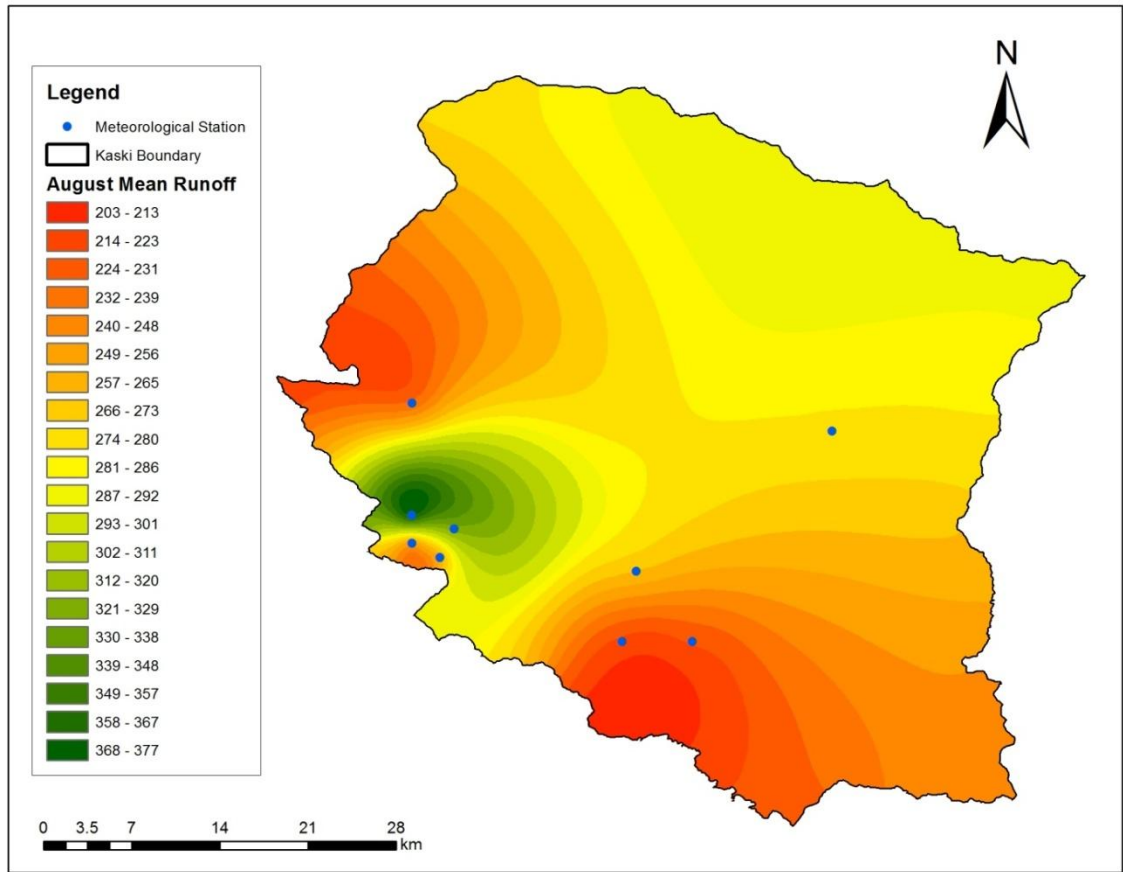 N
Legend
Meteorological Station
Kaski Boundary
August Mean Runoff
203 - 213
214 - 223
224 - 231
232 - 239
240 - 248
249 - 256
257 - 265
266 - 273
274 - 280
281 - 286
287 - 292
293 - 301
302 - 311
312 - 320
321 - 329
330 - 338
339 - 348
349 - 357
358 - 367
368 - 377
0 3.5 7 14 21 28
km